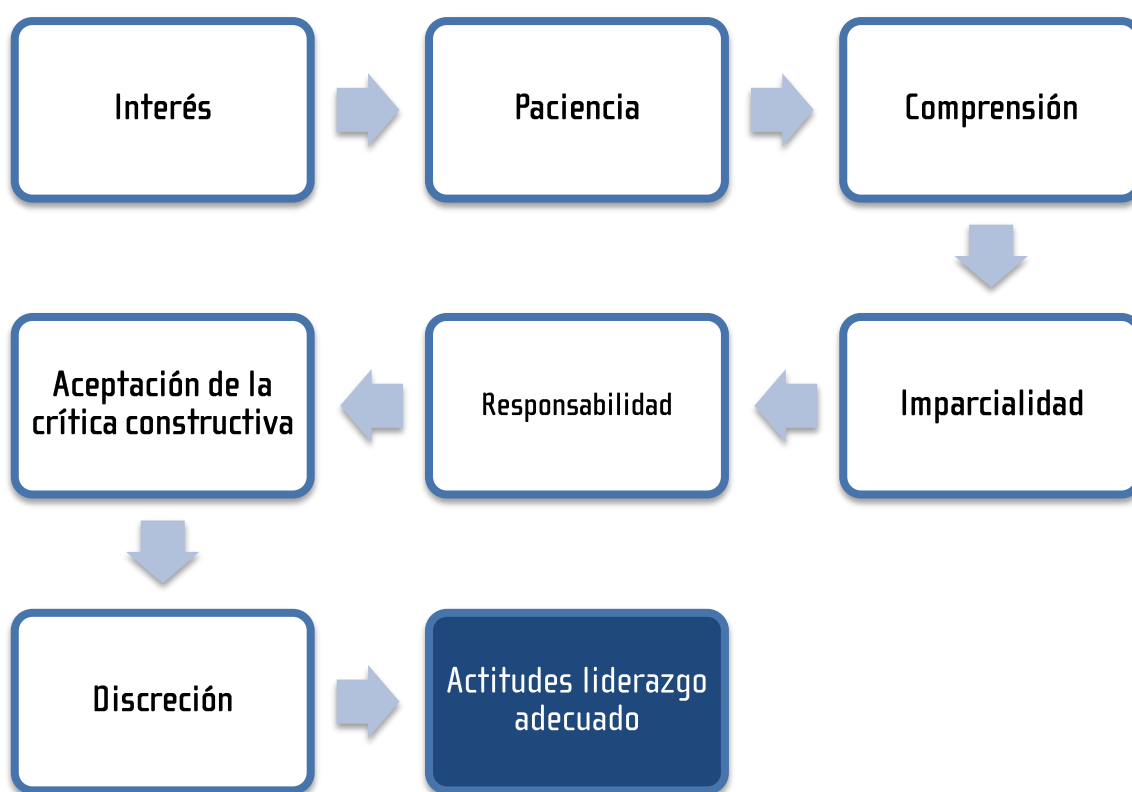 Interés
Paciencia
Comprensión
Imparcialidad
Responsabilidad
Aceptación de la
crítica constructiva
Discreción
Actitudes liderazgo
adecuado